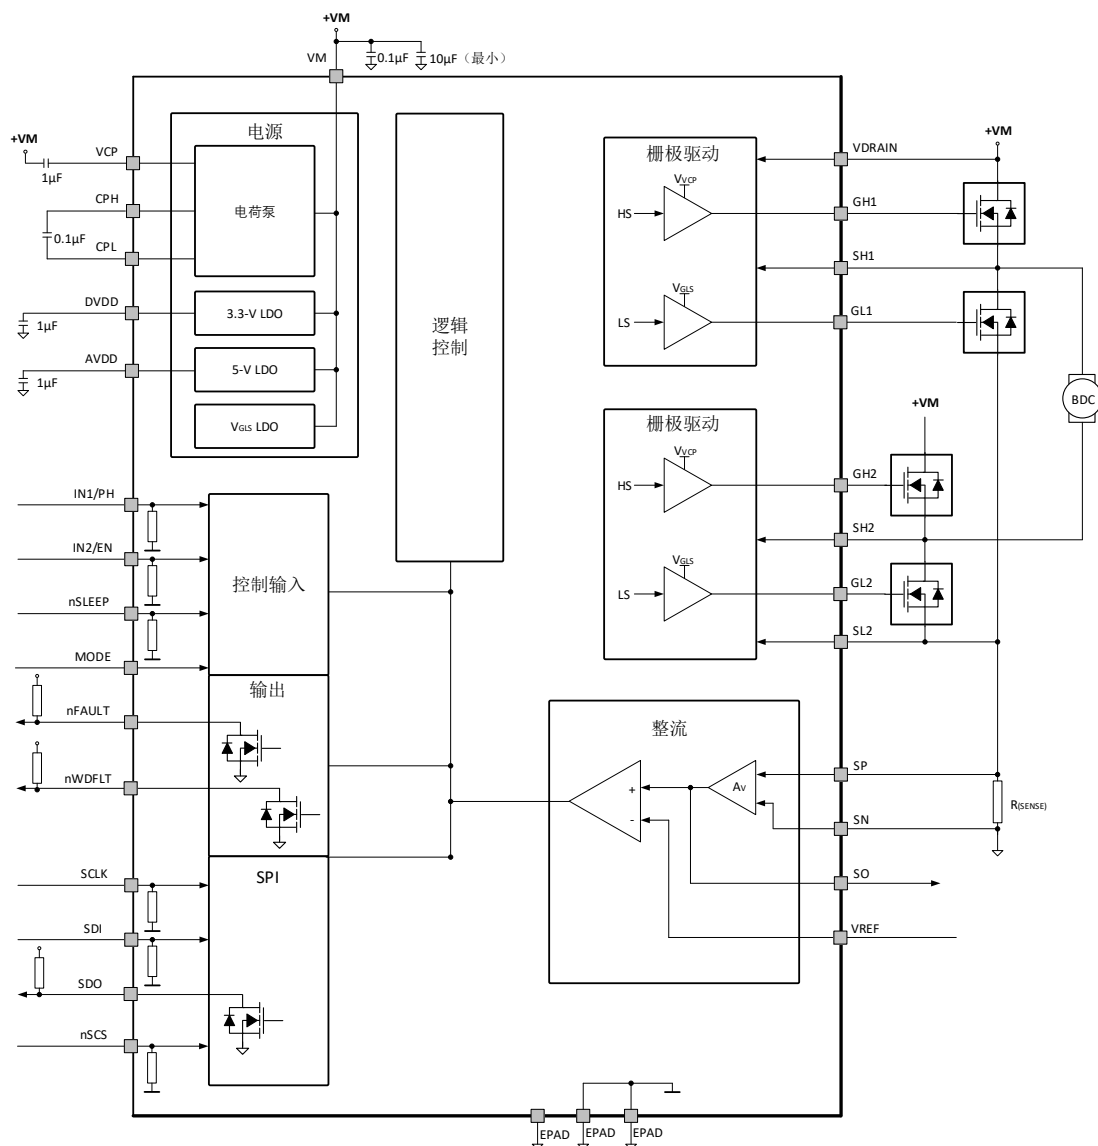 +VM
VM
0.1µF
10µF（最小）
电源
+VM
VCP
1µF
CPH
电荷泵
0.1µF
CPL
DVDD
1µF
3.3-V LDO
AVDD
1µF
5-V LDO
VGLS LDO
逻辑
控制
栅极驱动
VVCP
HS
VGLS
LS
VDRAIN
+VM
GH1
SH1
GL1
BDC
栅极驱动
VVCP
HS
VGLS
LS
+VM
GH2
SH2
GL2
SL2
IN1/PH
IN2/EN
nSLEEP
MODE
控制输入
输出
nFAULT
nWDFLT
SPI
SCLK
SDI
SDO
nSCS
整流
+
-
AV
SP
SN
SO
VREF
R(SENSE)
EPAD
EPAD
EPAD